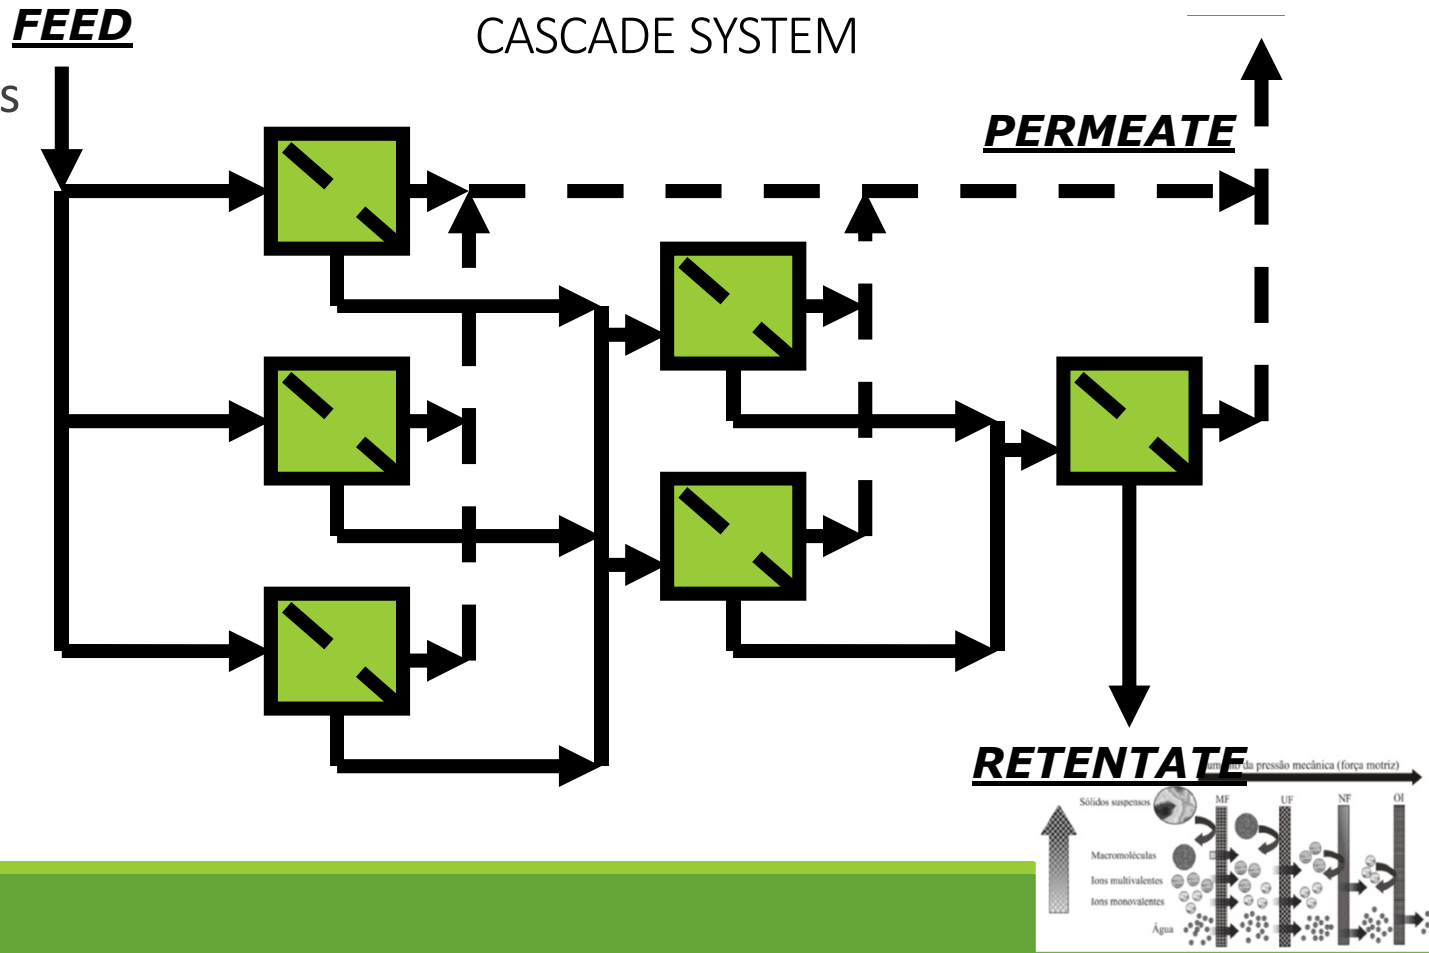 FEED
CASCADE SYSTEM
s
PERMEATE
RETENTATE
da pressão mecânica (força motriz)
Sólidos suspensos
MF
UF
NF
OI
Macromoléculas
Ions multivalentes
Ions monovalentes
Água